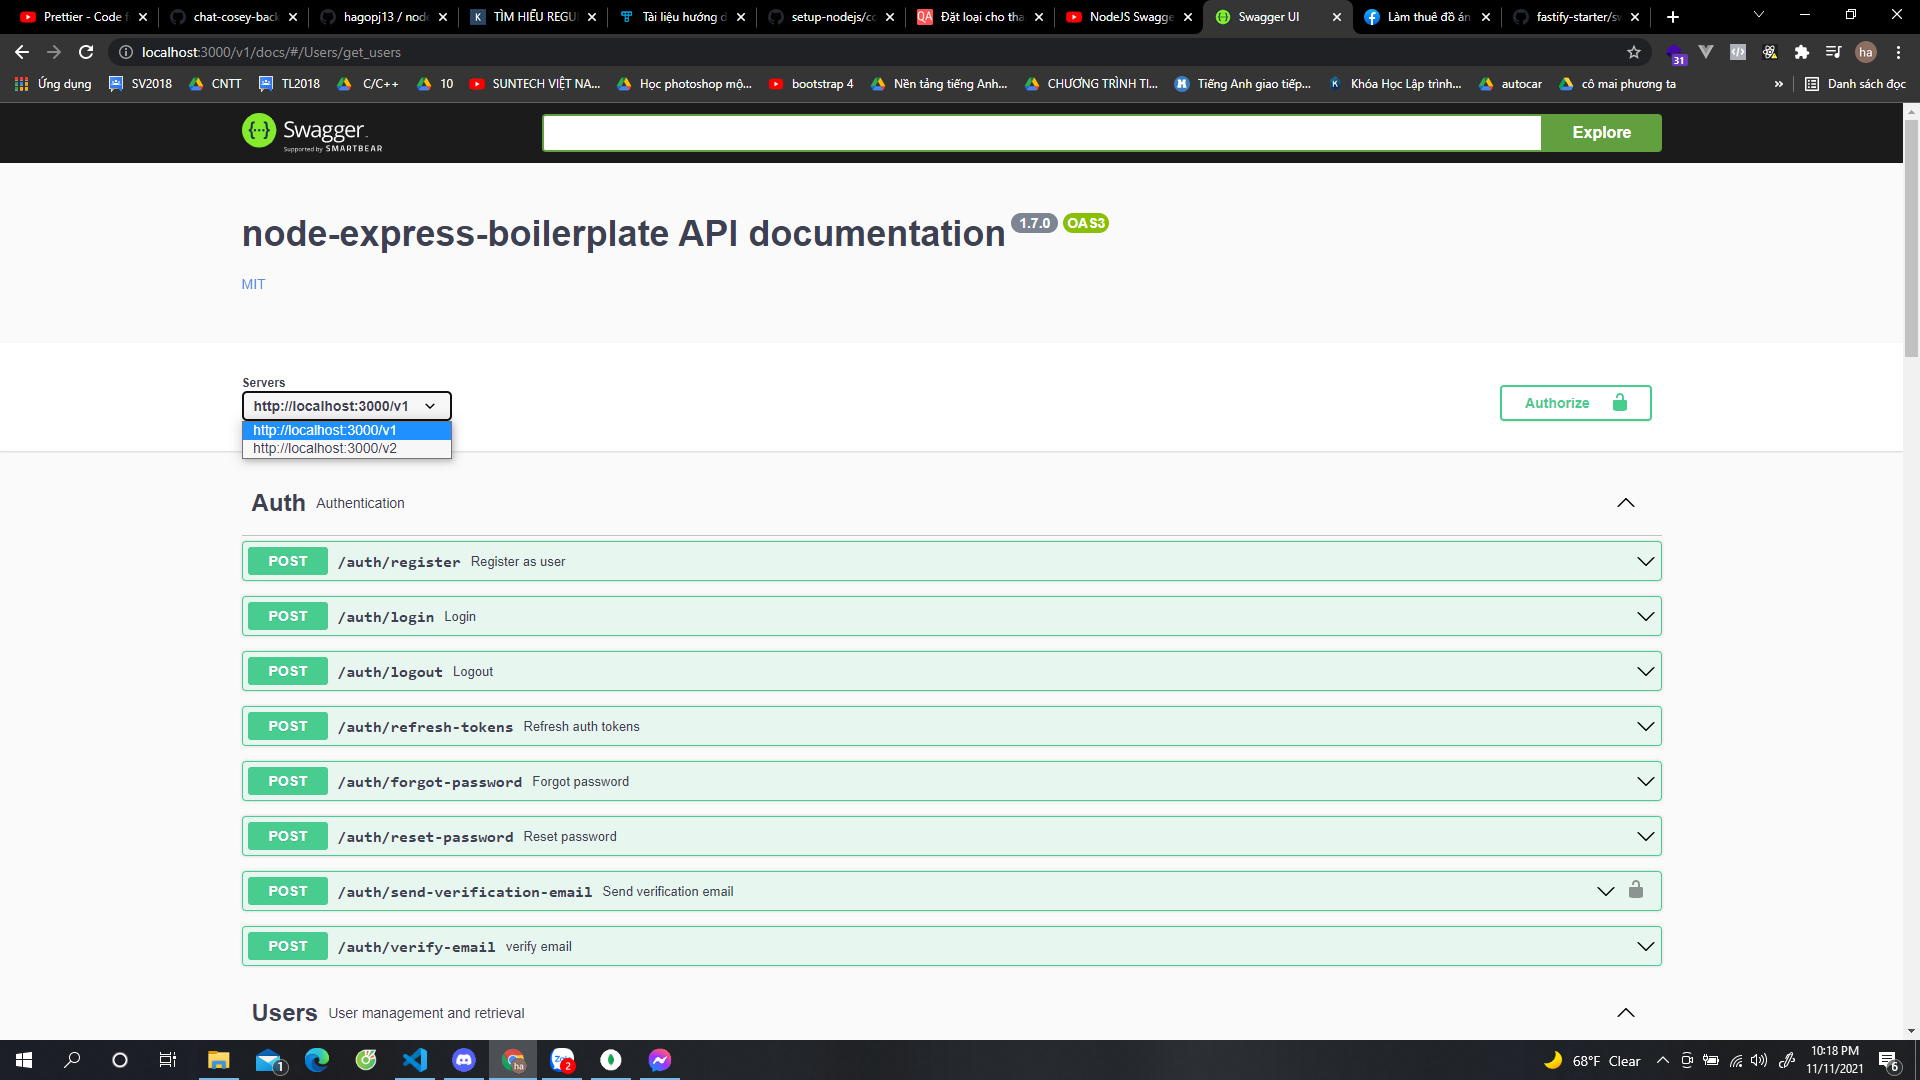 Prettier - Code f
chat-cosey-back
hagopj13 / node
TÌM HIỂU REGU
Tài liệu hướng d
setup-nodejs/co
Đặt loại cho tha
NodeJS Swagge
Swagger UI
Làm thuê đồ án
fastify-starter/sw
localhost:3000/v1/docs/#/Users/get_users
31
ha
Ứng dụng
SV2018
CNTT
TL2018
C/C++
10
SUNTECH VIỆT NA...
Học photoshop mộ...
bootstrap 4
Nền tảng tiếng Anh...
CHƯƠNG TRÌNH TI...
Tiếng Anh giao tiếp...
Khóa Học Lập trình...
autocar
cô mai phương ta
»
Danh sách đọc
Swagger
Supported by SMARTBEAR
Explore
node-express-boilerplate API documentation 1.7.0 OAS3
MIT
Servers
http://localhost:3000/v1
http://localhost:3000/v1
http://localhost:3000/v2
Authorize
Auth Authentication
POST /auth/register Register as user
POST /auth/login Login
POST /auth/logout Logout
POST /auth/refresh-tokens Refresh auth tokens
POST /auth/forgot-password Forgot password
POST /auth/reset-password Reset password
POST /auth/send-verification-email Send verification email
POST /auth/verify-email verify email
Users User management and retrieval
1
ha
2
68°F Clear
10:18 PM
11/11/2021
6